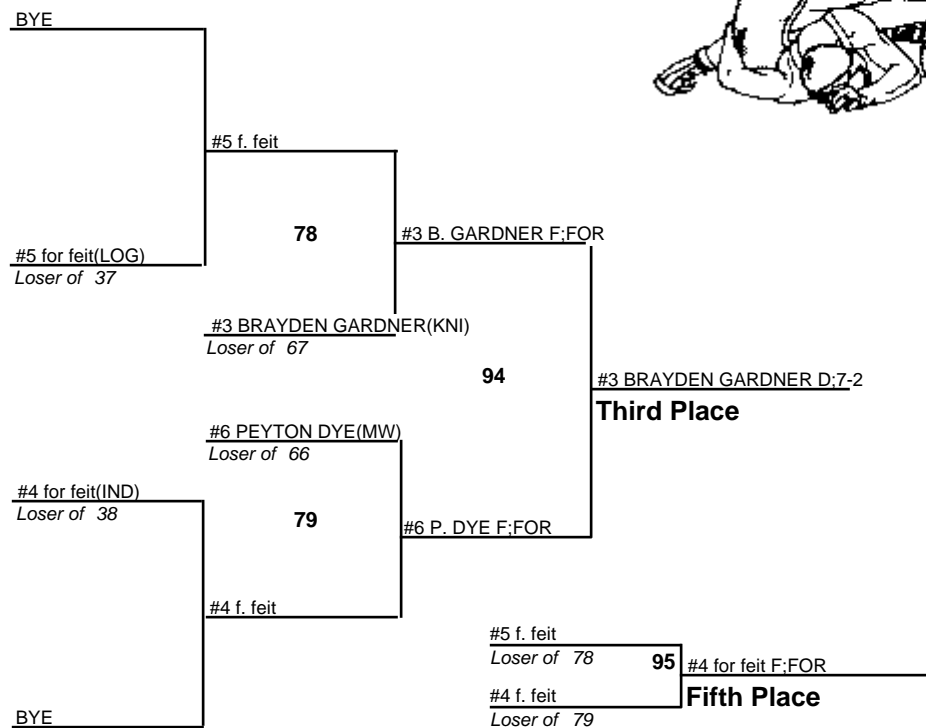 BYE
#5 f. feit
78
#3 B. GARDNER F;FOR
#5 for feit(LOG)
Loser of 37
#3 BRAYDEN GARDNER(KNI)
Loser of 67
94
#3 BRAYDEN GARDNER D;7-2
Third Place
#6 PEYTON DYE(MW)
Loser of 66
#4 for feit(IND)
Loser of 38
79
#6 P. DYE F;FOR
#4 f. feit
#5 f. feit
Loser of 78
95
#4 for feit F;FOR
Fifth Place
#4 f. feit
Loser of 79
BYE